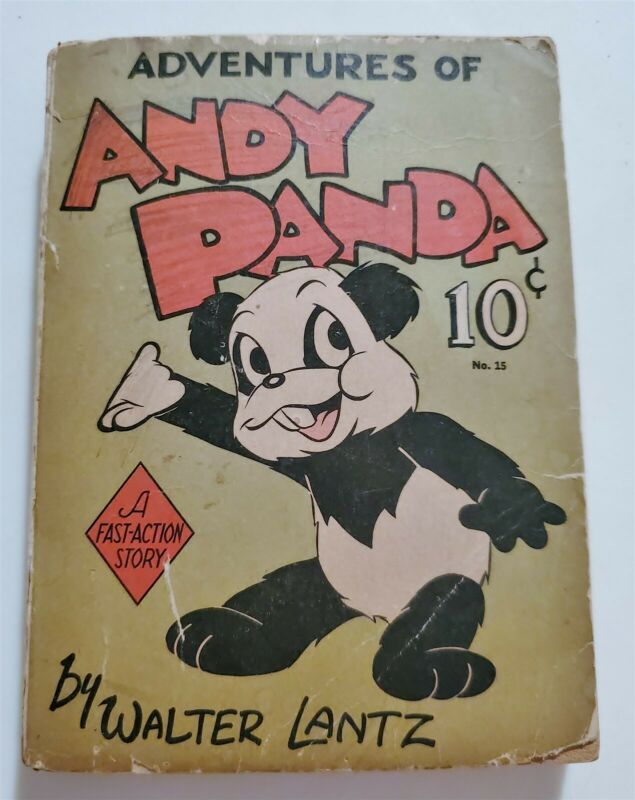 ADVENTURES OF
ANDY
PANDA
10¢
No. 15
A
FAST-ACTION
STORY
by WALTER LANTZ